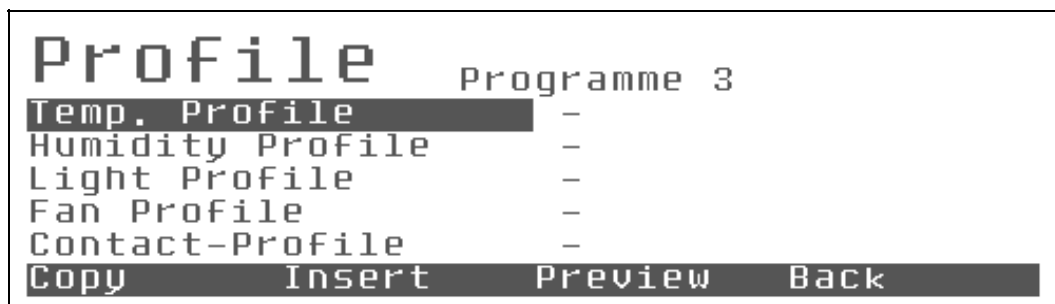 Profile Programme 3
Temp. Profile –
Humidity Profile –
Light Profile –
Fan Profile –
Contact-Profile –
Copy Insert Preview Back